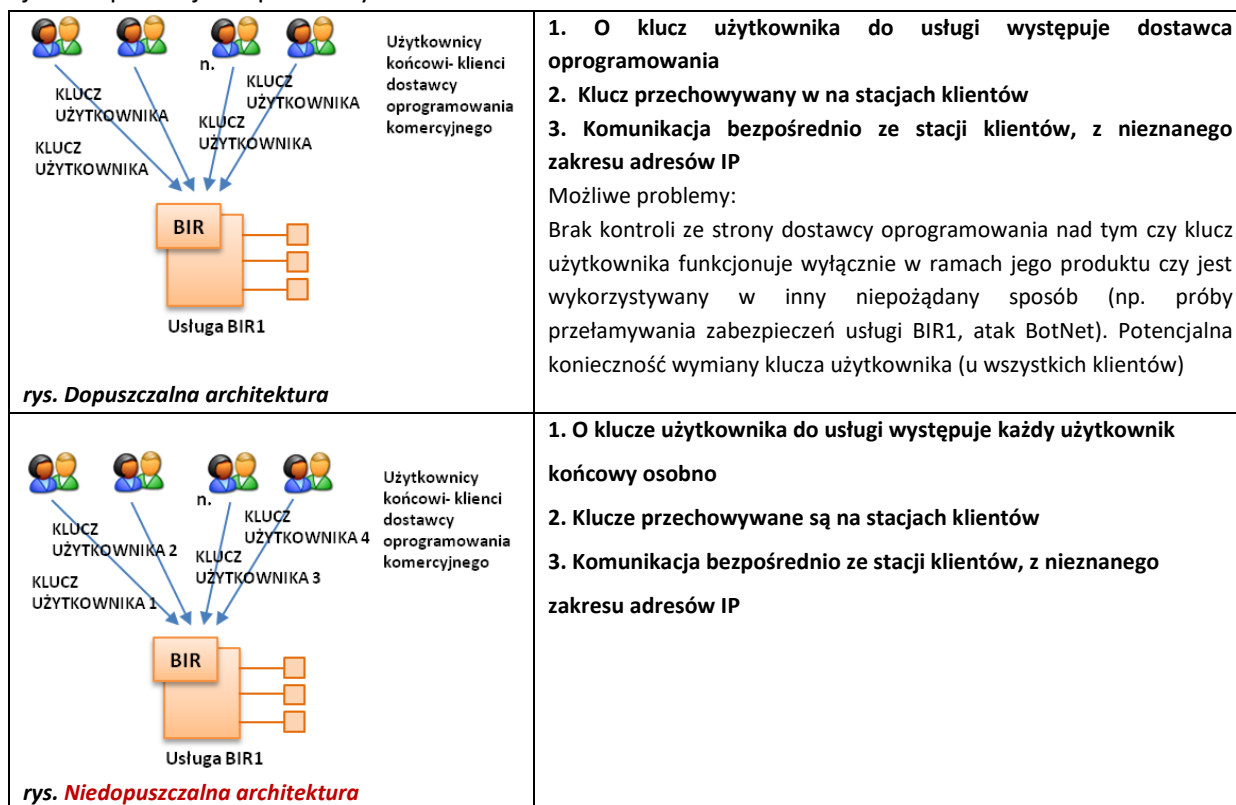 n.
Użytkownicy
końcowi- klienci
dostawcy
oprogramowania
komercyjnego
KLUCZ
UŻYTKOWNIKA
KLUCZ
UŻYTKOWNIKA
KLUCZ
UŻYTKOWNIKA
KLUCZ
UŻYTKOWNIKA
BIR
Usługa BIR1
rys. Dopuszczalna architektura
1. O klucz użytkownika do usługi występuje dostawca
oprogramowania
2. Klucz przechowywany w na stacjach klientów
3. Komunikacja bezpośrednio ze stacji klientów, z nieznanego
zakresu adresów IP
Możliwe problemy:
Brak kontroli ze strony dostawcy oprogramowania nad tym czy klucz
użytkownika funkcjonuje wyłącznie w ramach jego produktu czy jest
wykorzystywany w inny niepożądany sposób (np. próby
przełamywania zabezpieczeń usługi BIR1, atak BotNet). Potencjalna
konieczność wymiany klucza użytkownika (u wszystkich klientów)
n.
Użytkownicy
końcowi- klienci
dostawcy
oprogramowania
komercyjnego
KLUCZ
UŻYTKOWNIKA 2
KLUCZ
UŻYTKOWNIKA 4
KLUCZ
UŻYTKOWNIKA 3
KLUCZ
UŻYTKOWNIKA 1
BIR
Usługa BIR1
rys. Niedopuszczalna architektura
1. O klucze użytkownika do usługi występuje każdy użytkownik
końcowy osobno
2. Klucze przechowywane są na stacjach klientów
3. Komunikacja bezpośrednio ze stacji klientów, z nieznanego
zakresu adresów IP